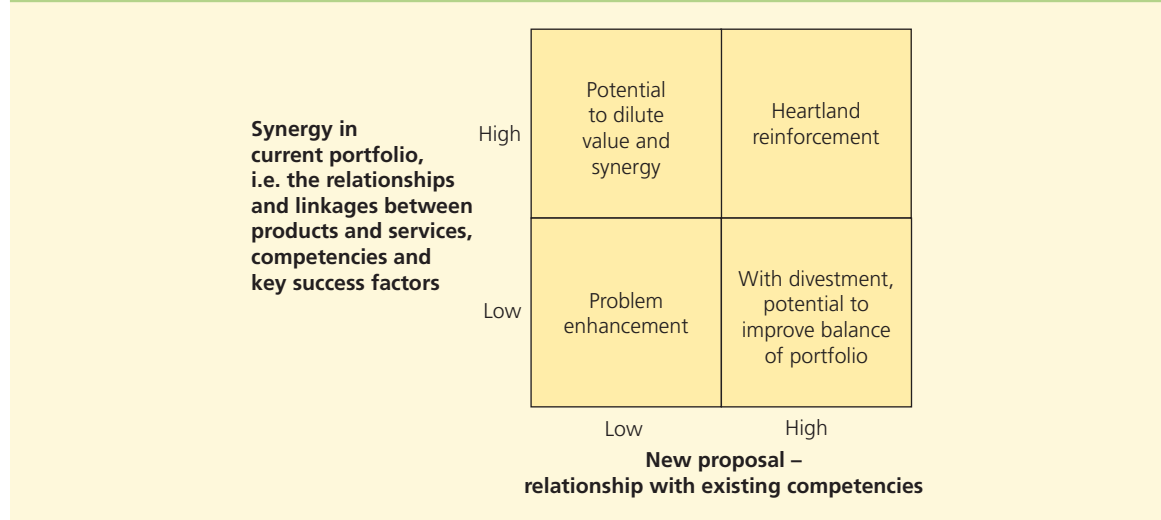 Synergy in
current portfolio,
i.e. the relationships
and linkages between
products and services,
competencies and
key success factors
High
Potential
to dilute
value and
synergy
Heartland
reinforcement
Low
Problem
enhancement
With divestment,
potential to
improve balance
of portfolio
Low
High
New proposal –
relationship with existing competencies